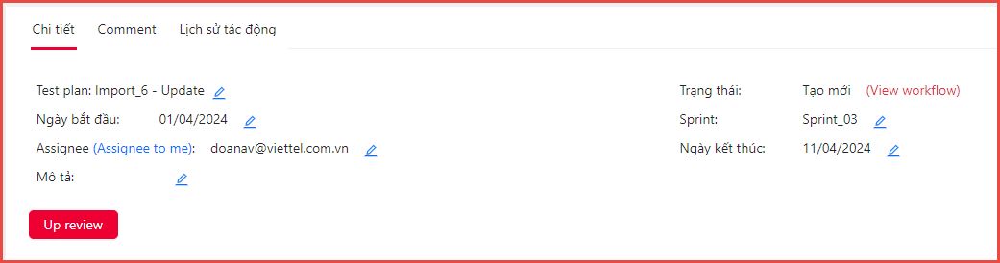 Chi tiết Comment Lịch sử tác động
Test plan: Import_6 - Update Trạng thái: Tạo mới (View workflow)
Ngày bắt đầu: 01/04/2024 Sprint: Sprint_03
Assignee (Assignee to me): doanav@viettel.com.vn Ngày kết thúc: 11/04/2024
Mô tả:
Up review